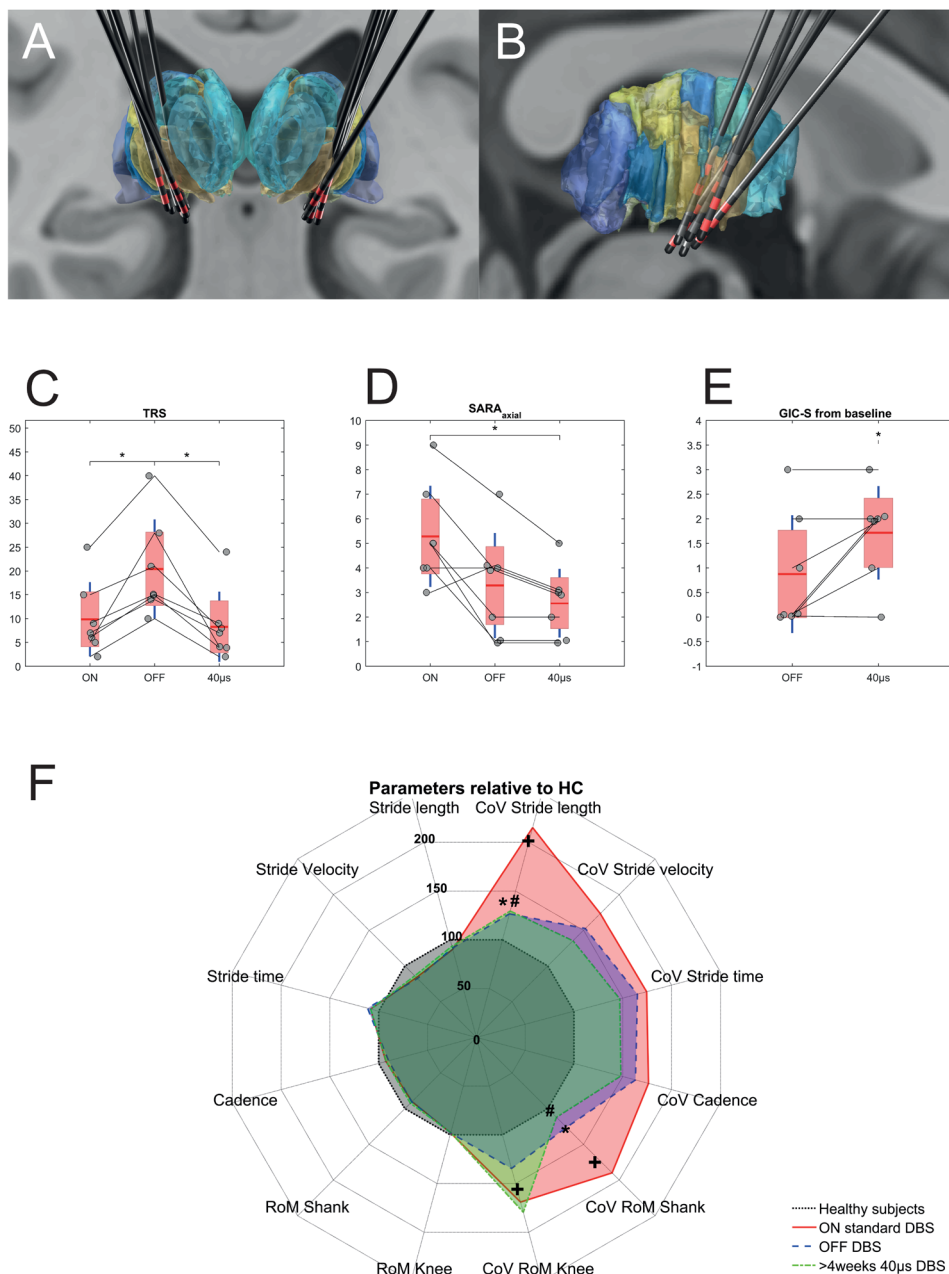 A
B
C
D
E
TRS
SARA axial
GIC-S from baseline
50
45
40
35
30
25
20
15
10
5
0
*
*
ON
OFF
40µs
10
9
8
7
6
5
4
3
2
1
0
*
ON
OFF
40µs
4
3.5
3
2.5
2
1.5
1
0.5
0
-0.5
-1
*
OFF
40µs
F
Parameters relative to HC
Stride length
CoV Stride length
200
+
Stride Velocity
CoV Stride velocity
150
*#
100
Stride time
CoV Stride time
50
0
Cadence
CoV Cadence
#
*
+
+
RoM Shank
CoV RoM Shank
RoM Knee
CoV RoM Knee
Healthy subjects
ON standard DBS
OFF DBS
>4weeks 40µs DBS